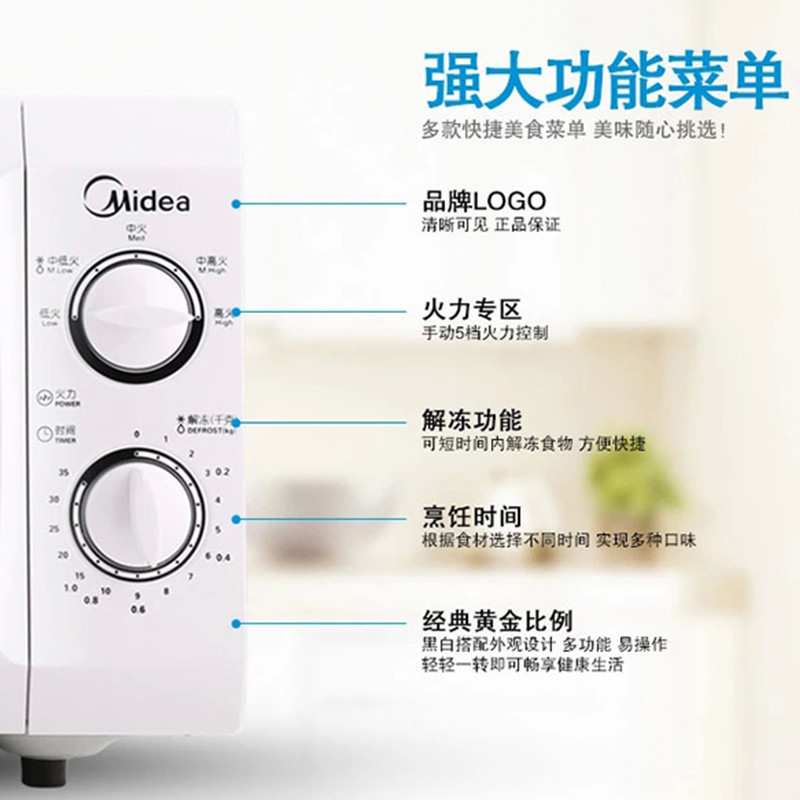 强大功能菜单
多款快捷美食菜单 美味随心挑选！
品牌LOGO
清晰可见 正品保证
火力专区
手动5档火力控制
解冻功能
可短时间内解冻食物 方便快捷
烹饪时间
根据食材选择不同时间 实现多种口味
经典黄金比例
黑白搭配外观设计 多功能 易操作
轻轻一转即可畅享健康生活
Midea
中火
Med
中低火
M.Low
中高火
M.High
低火
Low
高火
High
火力
POWER
解冻(千克)
DEFROST(kg)
时间
TIMER
0
1
2
3 0.2
4
5
6 0.4
7
8
9
0.6
10
0.8
15
1.0
20
25
30
35